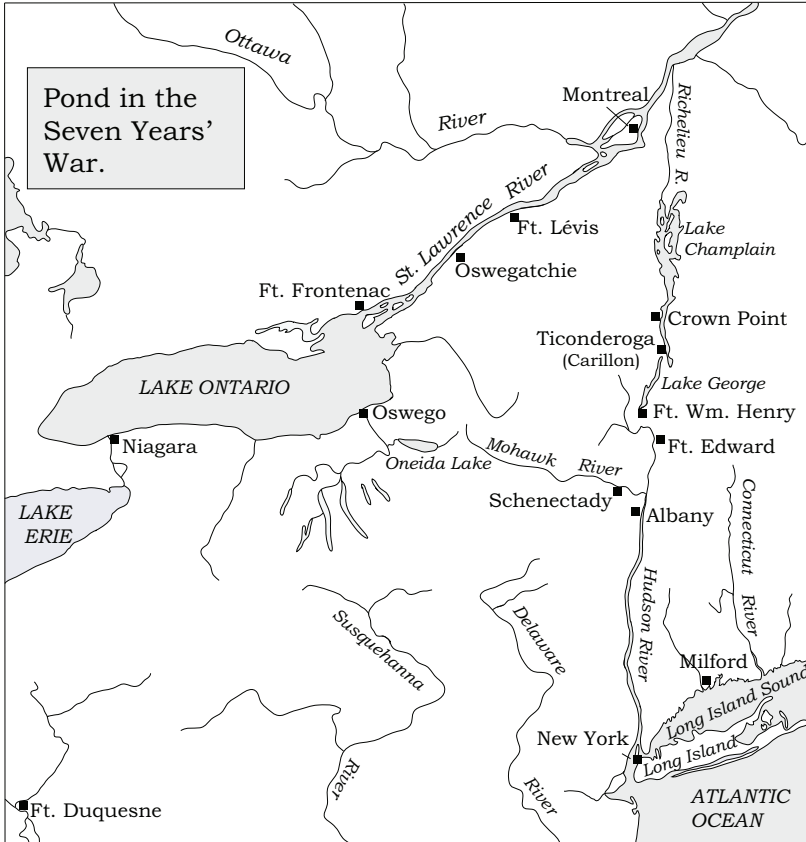 Pond in the
Seven Years'
War.
Ottawa
River
Montreal
Richelieu R.
St. Lawrence River
Ft. Lévis
Lake
Champlain
Oswegatchie
Ft. Frontenac
Crown Point
Ticonderoga
(Carillon)
LAKE ONTARIO
Lake George
Oswego
Ft. Wm. Henry
Niagara
Oneida Lake
Mohawk River
Ft. Edward
Schenectady
Albany
LAKE
ERIE
Connecticut River
Hudson River
Susquehanna
River
Delaware
River
Milford
Long Island Sound
New York
Long Island
Ft. Duquesne
ATLANTIC
OCEAN